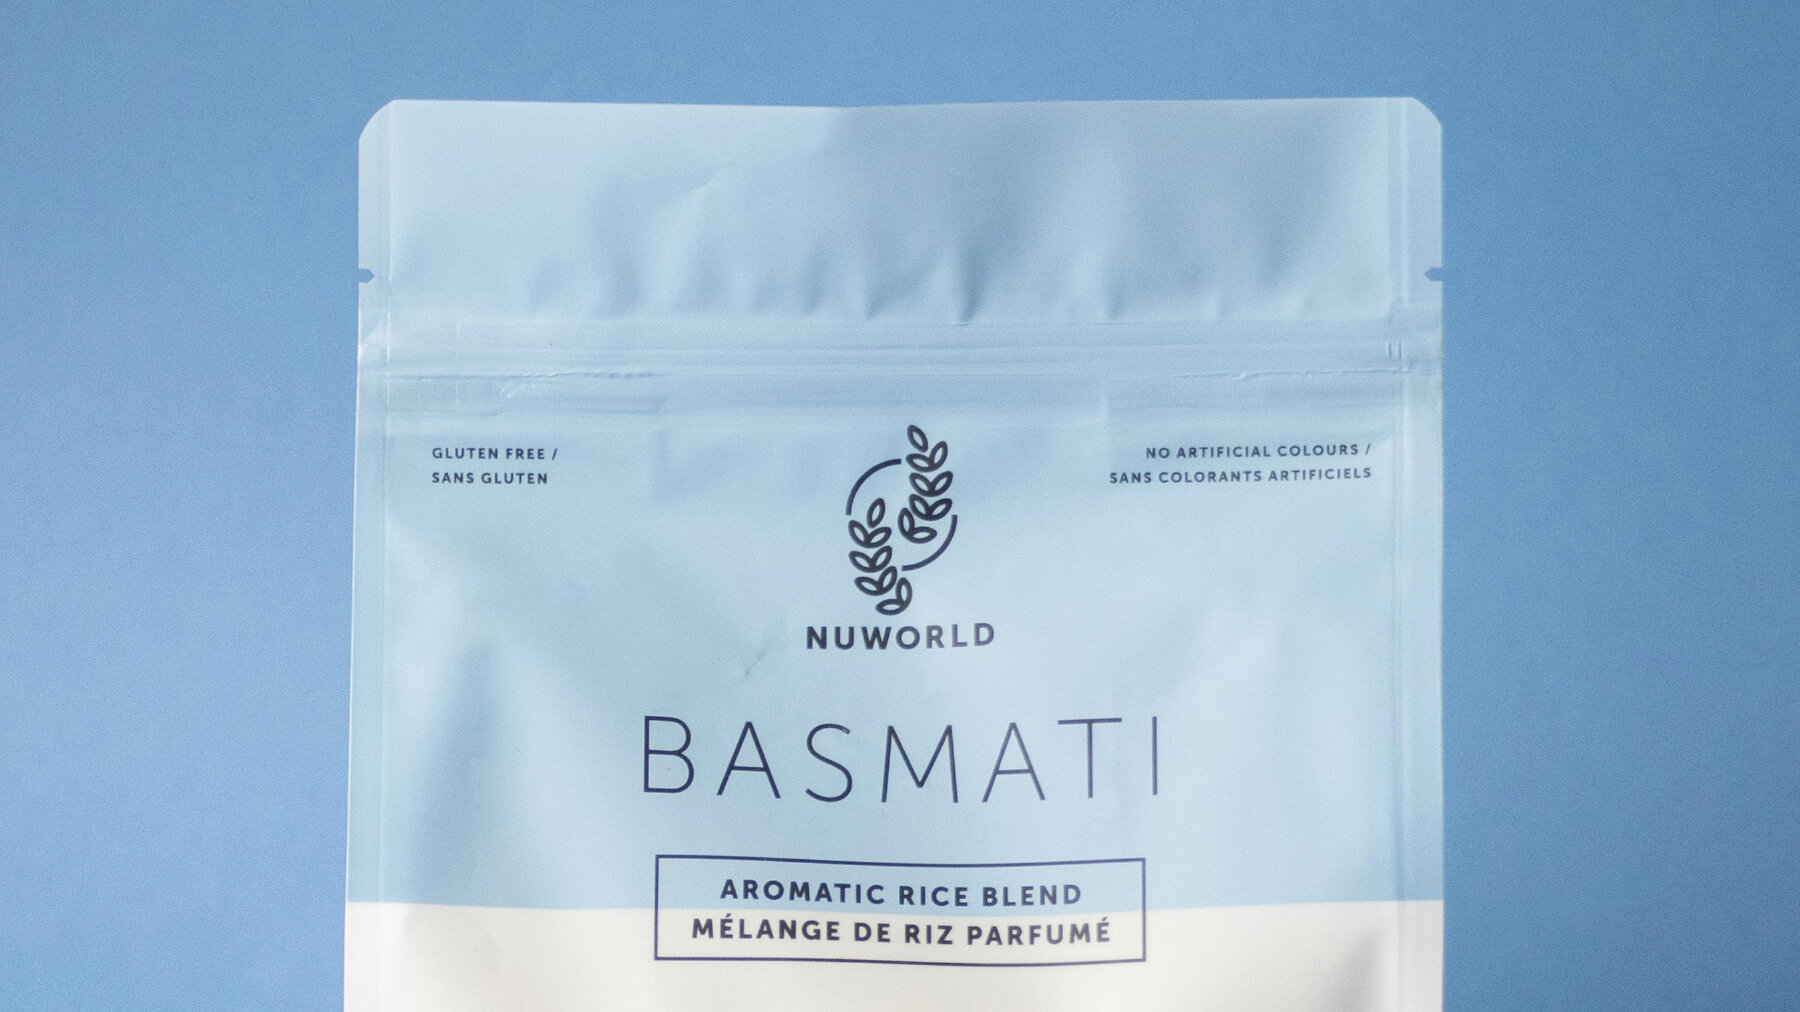 GLUTEN FREE /
SANS GLUTEN
NO ARTIFICIAL COLOURS /
SANS COLORANTS ARTIFICIELS
NUWORLD
BASMATI
AROMATIC RICE BLEND
MÉLANGE DE RIZ PARFUMÉ